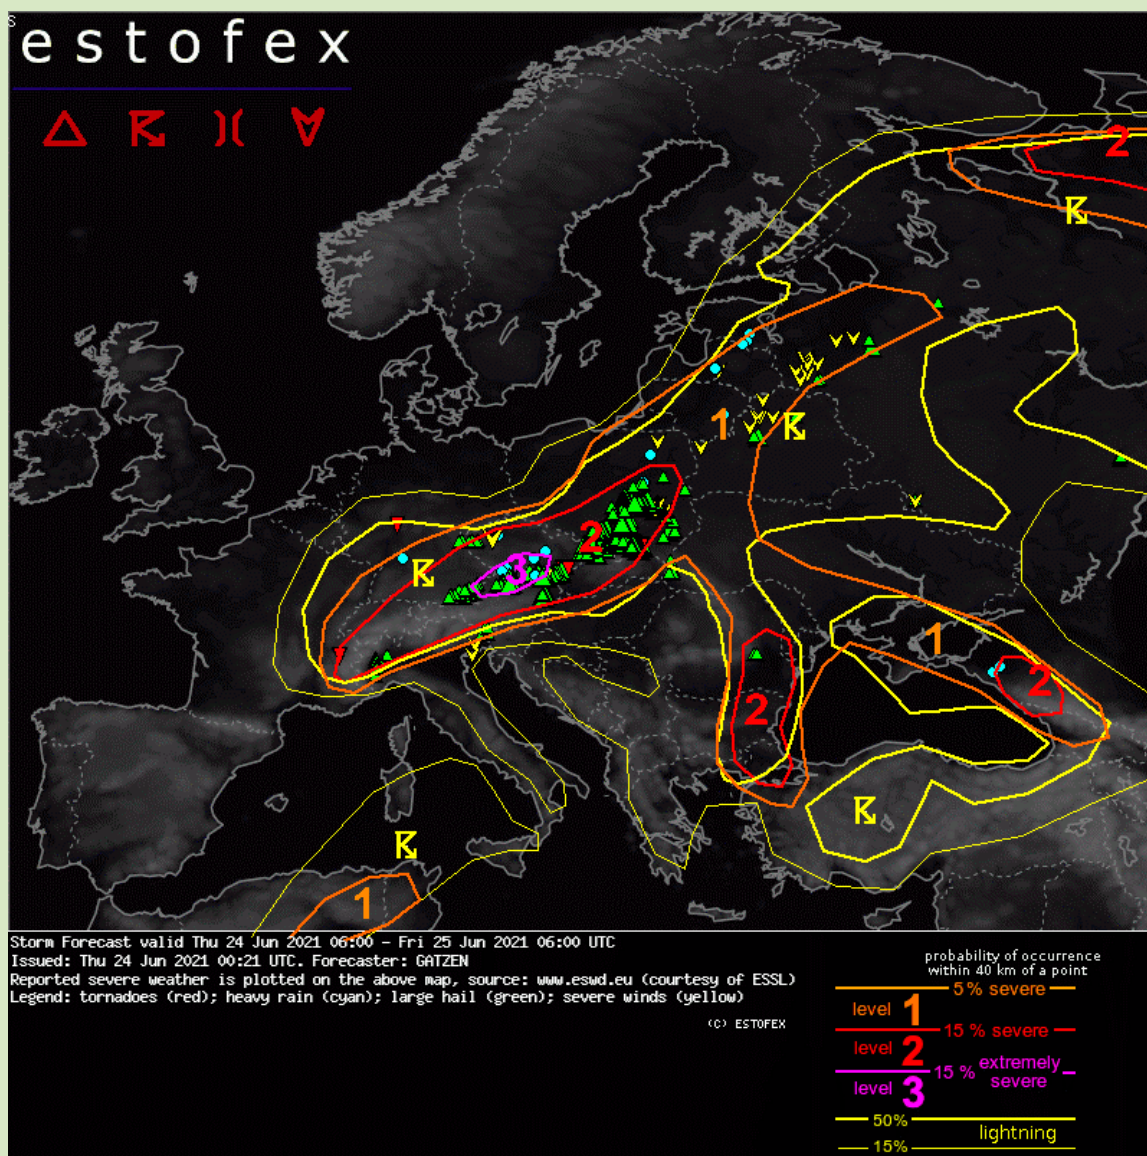 s
estofex
2
1
2
3
1
2
2
1
Storm Forecast valid Thu 24 Jun 2021 06:00 - Fri 25 Jun 2021 06:00 UTC
Issued: Thu 24 Jun 2021 00:21 UTC. Forecaster: GATZEN
Reported severe weather is plotted on the above map, source: www.eswd.eu (courtesy of ESSL)
Legend: tornadoes (red); heavy rain (cyan); large hail (green); severe winds (yellow)
(C) ESTOFEX
probability of occurrence
within 40 km of a point
5 % severe
level 1
15 % severe
level 2
15 % extremely severe
level 3
50%
lightning
15%